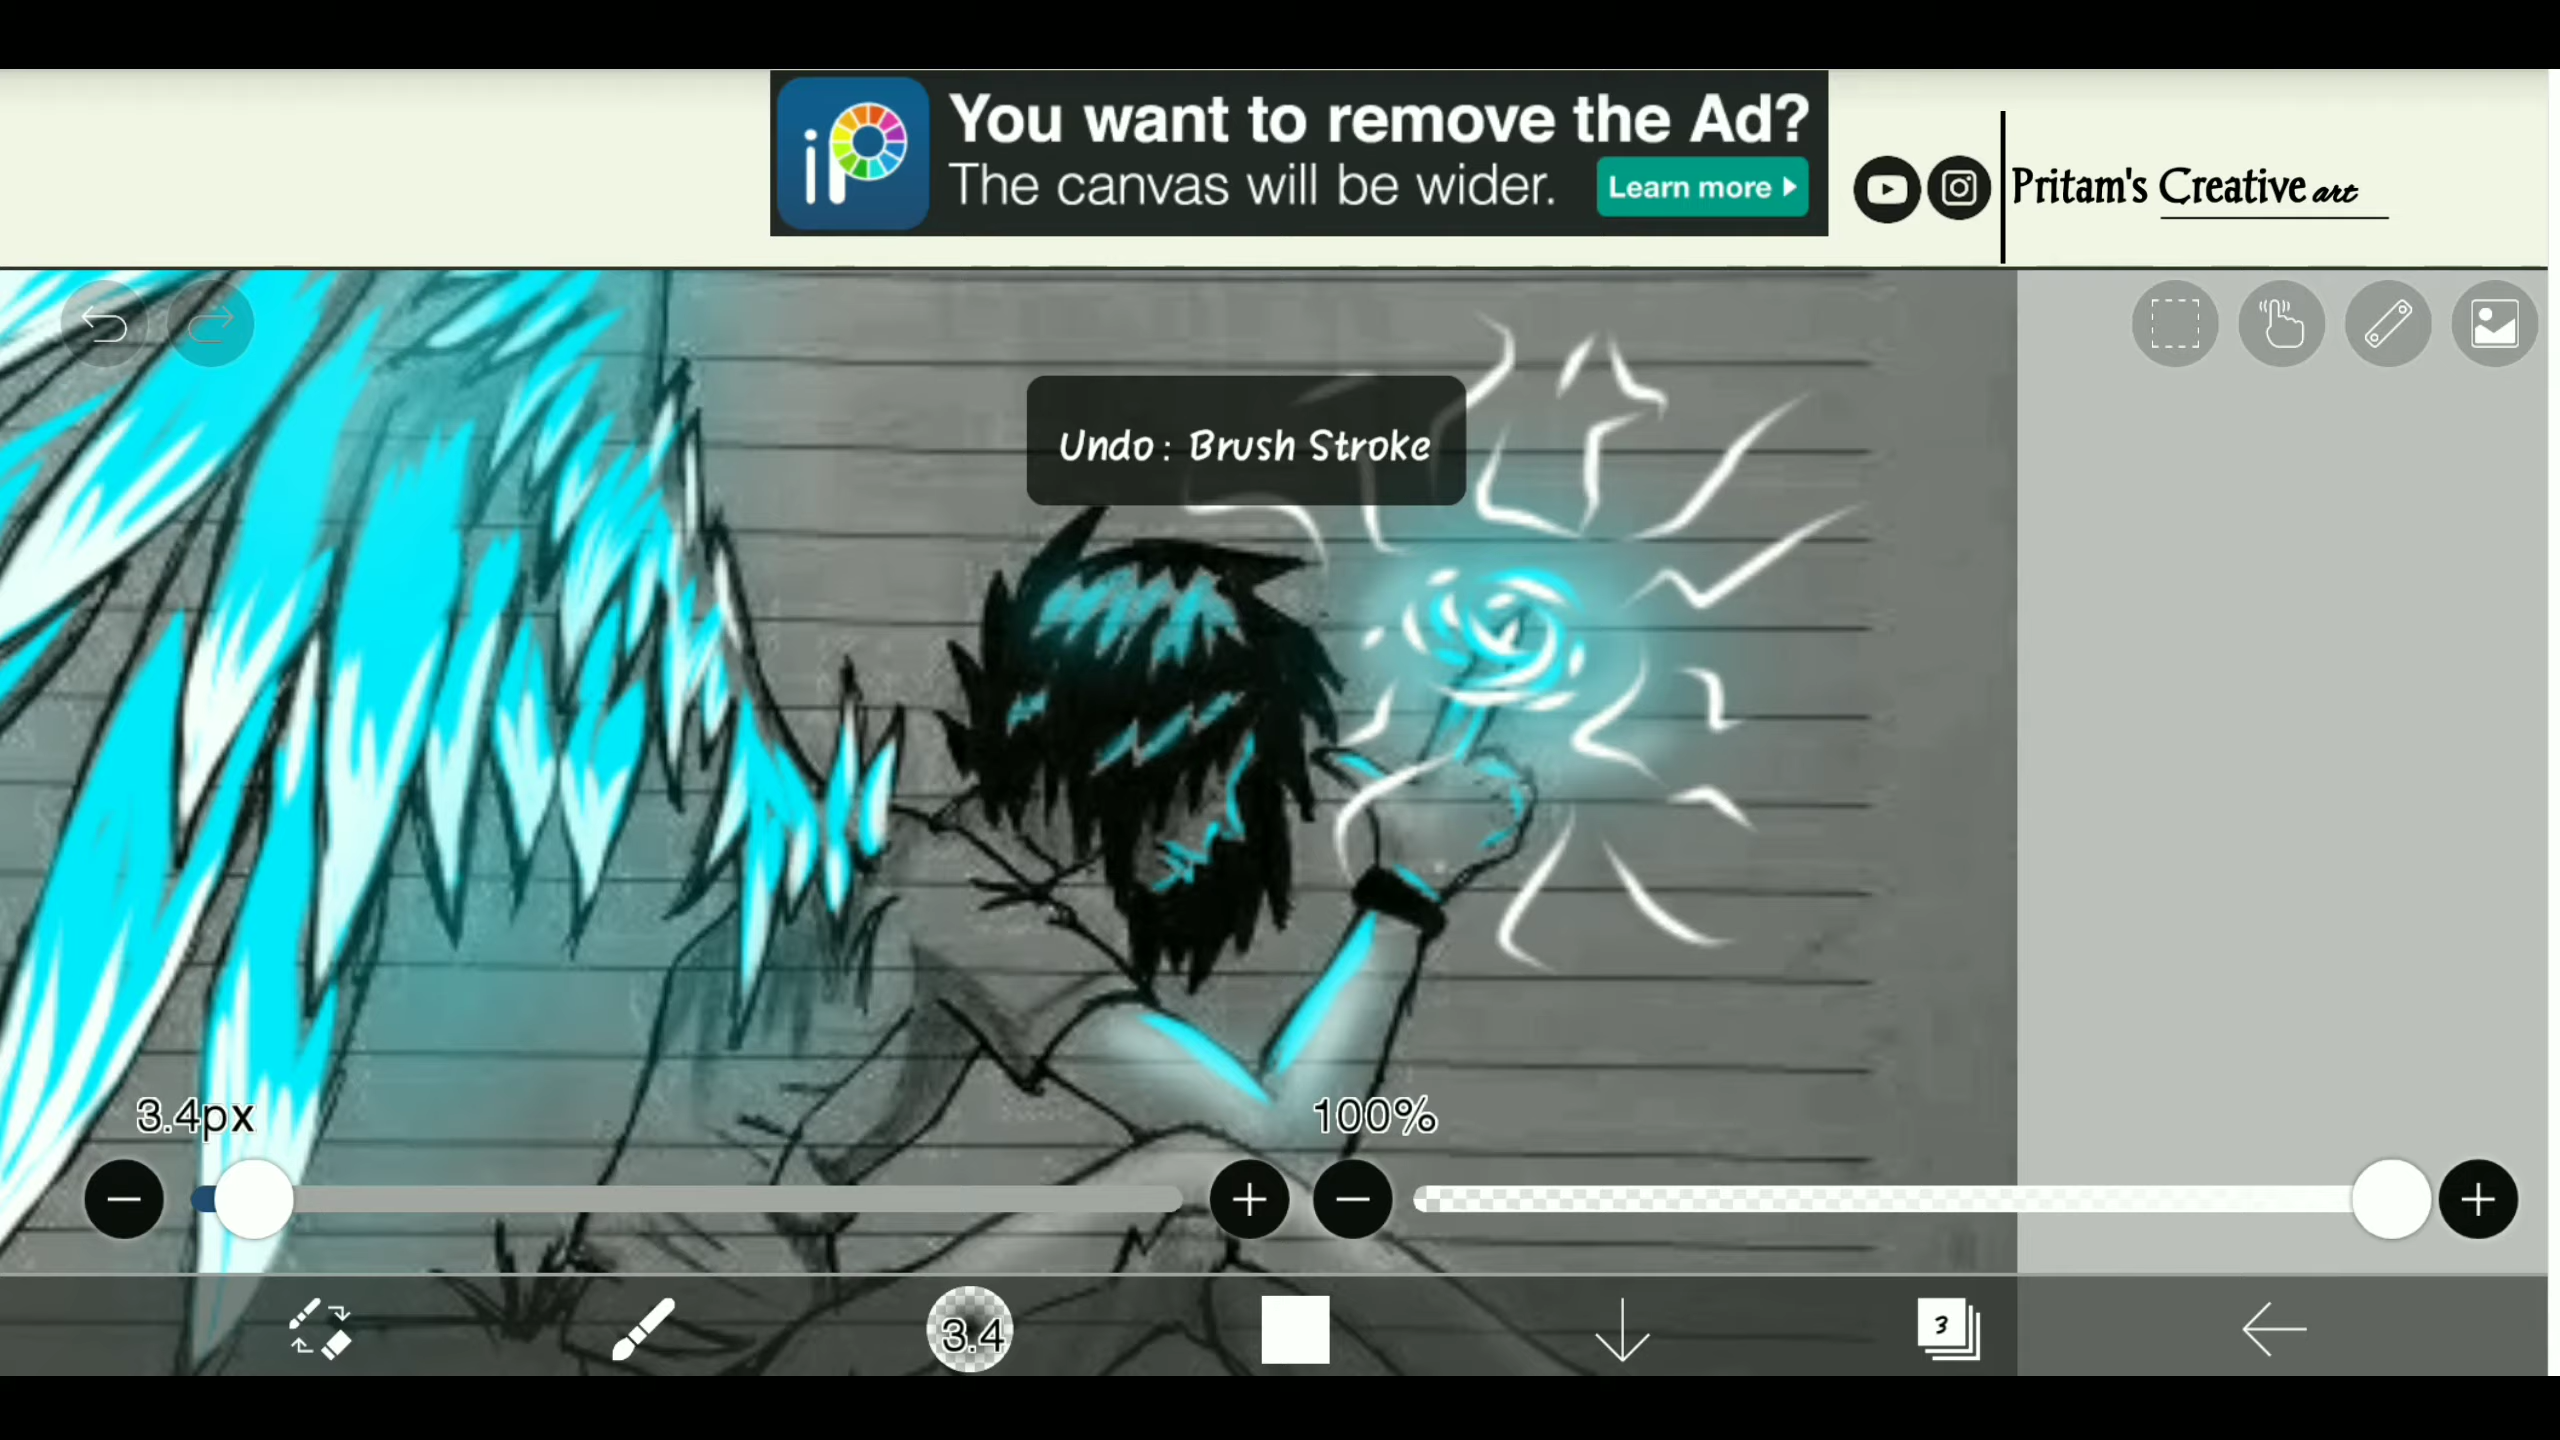 iP
You want to remove the Ad?
The canvas will be wider.
Learn more
Pritam's Creative art
Undo : Brush Stroke
3.4px
100%
3.4
3